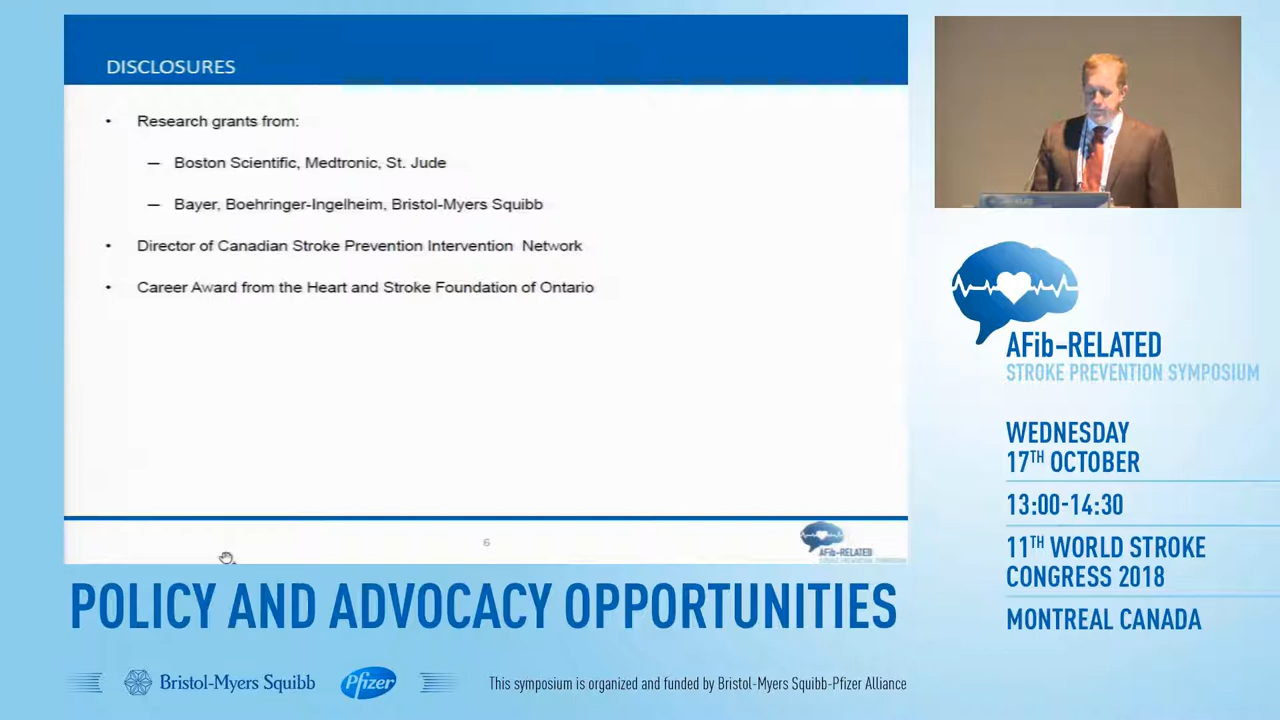 DISCLOSURES
• Research grants from:
— Boston Scientific, Medtronic, St. Jude
— Bayer, Boehringer-Ingelheim, Bristol-Myers Squibb
• Director of Canadian Stroke Prevention Intervention Network
• Career Award from the Heart and Stroke Foundation of Ontario
6
AFib-RELATED
STROKE PREVENTION SYMPOSIUM
POLICY AND ADVOCACY OPPORTUNITIES
Bristol-Myers Squibb
Pfizer
This symposium is organized and funded by Bristol-Myers Squibb-Pfizer Alliance
AFib-RELATED
STROKE PREVENTION SYMPOSIUM
WEDNESDAY
17TH OCTOBER
13:00-14:30
11TH WORLD STROKE
CONGRESS 2018
MONTREAL CANADA